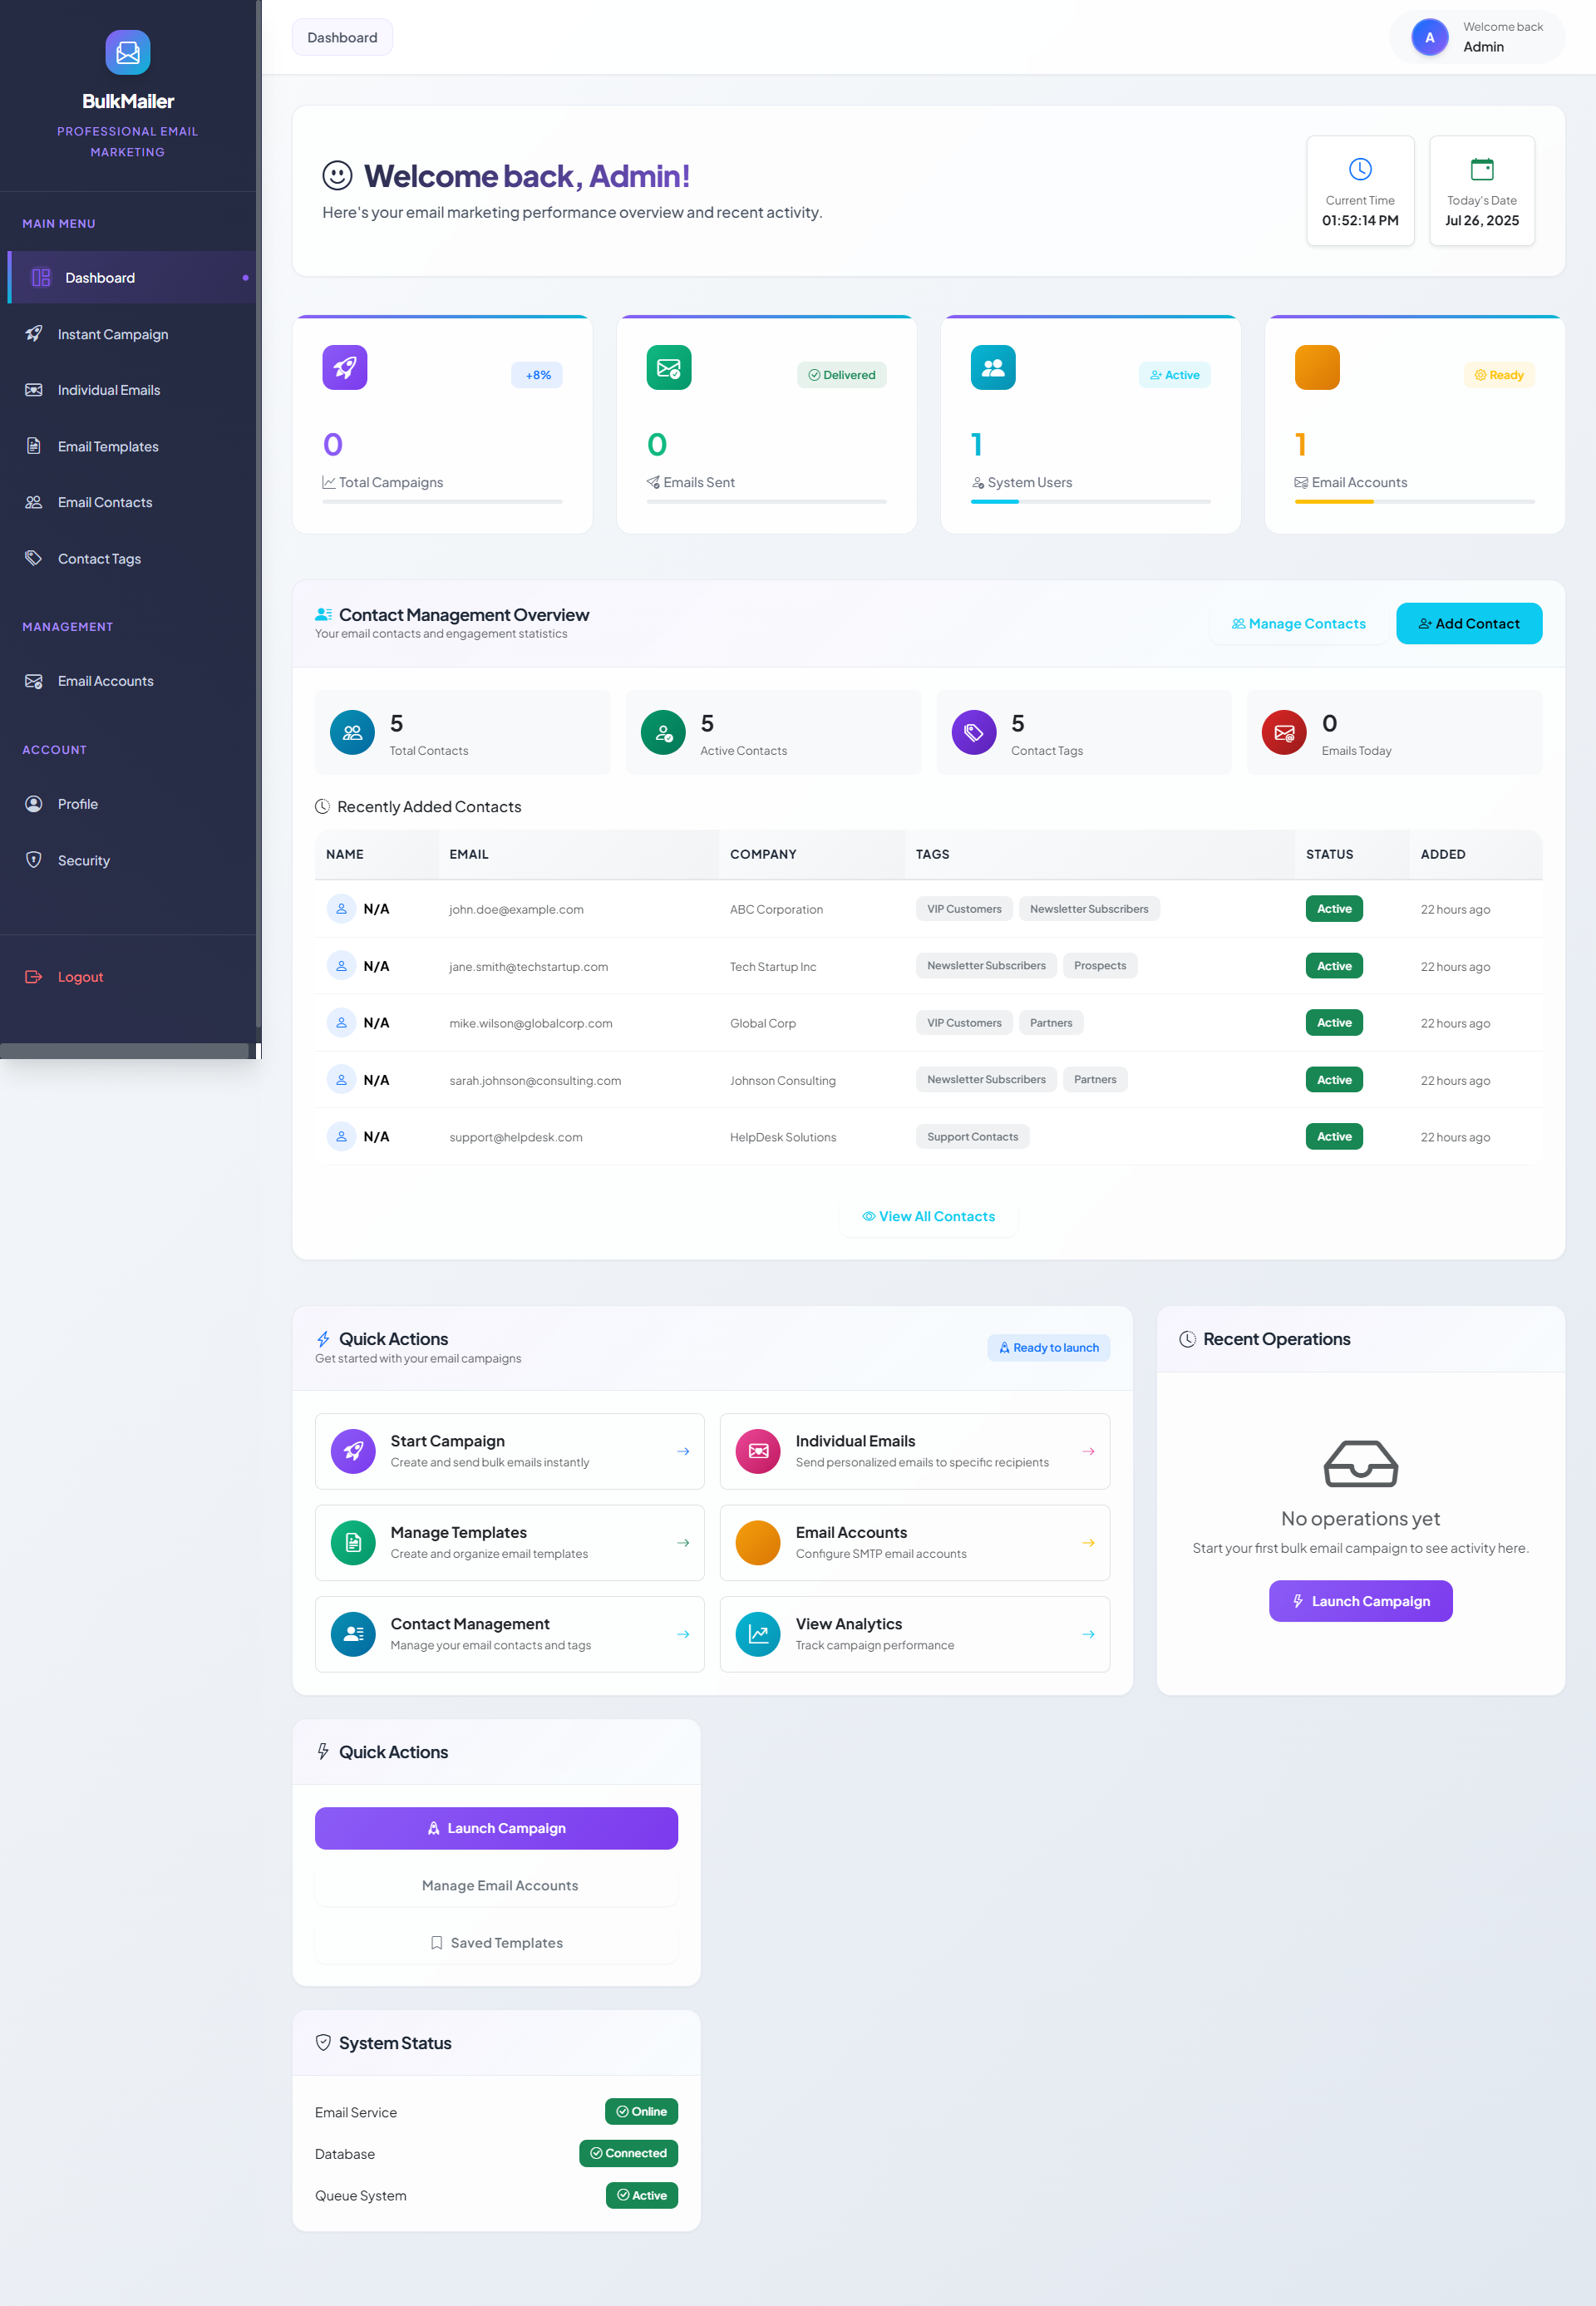 BulkMailer
PROFESSIONAL EMAIL
MARKETING
MAIN MENU
Dashboard
Instant Campaign
Individual Emails
Email Templates
Email Contacts
Contact Tags
MANAGEMENT
Email Accounts
ACCOUNT
Profile
Security
Logout
Dashboard
A
Welcome back
Admin
Welcome back, Admin!
Here's your email marketing performance overview and recent activity.
Current Time
01:52:14 PM
Today's Date
Jul 26, 2025
+8%
0
Total Campaigns
Delivered
0
Emails Sent
Active
1
System Users
Ready
1
Email Accounts
Contact Management Overview
Your email contacts and engagement statistics
Manage Contacts
Add Contact
5
Total Contacts
5
Active Contacts
5
Contact Tags
0
Emails Today
Recently Added Contacts
NAME EMAIL COMPANY TAGS STATUS ADDED
N/A john.doe@example.com ABC Corporation VIP Customers Newsletter Subscribers Active 22 hours ago
N/A jane.smith@techstartup.com Tech Startup Inc Newsletter Subscribers Prospects Active 22 hours ago
N/A mike.wilson@globalcorp.com Global Corp VIP Customers Partners Active 22 hours ago
N/A sarah.johnson@consulting.com Johnson Consulting Newsletter Subscribers Partners Active 22 hours ago
N/A support@helpdesk.com HelpDesk Solutions Support Contacts Active 22 hours ago
View All Contacts
Quick Actions
Get started with your email campaigns
Ready to launch
Start Campaign
Create and send bulk emails instantly
Individual Emails
Send personalized emails to specific recipients
Manage Templates
Create and organize email templates
Email Accounts
Configure SMTP email accounts
Contact Management
Manage your email contacts and tags
View Analytics
Track campaign performance
Recent Operations
No operations yet
Start your first bulk email campaign to see activity here.
Launch Campaign
Quick Actions
Launch Campaign
Manage Email Accounts
Saved Templates
System Status
Email Service Online
Database Connected
Queue System Active